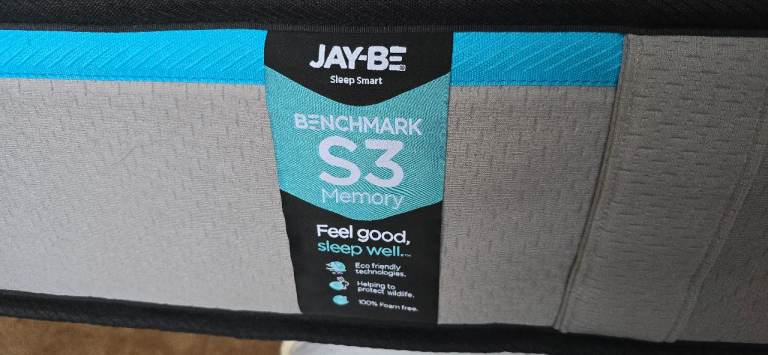 JAY-BE
Sleep Smart
BENCHMARK
S3
Memory
Feel good,
sleep well.™
Eco friendly
technologies.
Helping to
protect wildlife.
100% Foam free.